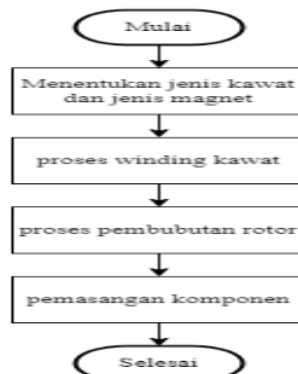 Mulai
Menentukan jenis kawat
dan jenis magnet
proses winding kawat
proses pembubutan rotor
pemasangan komponen
Selesai